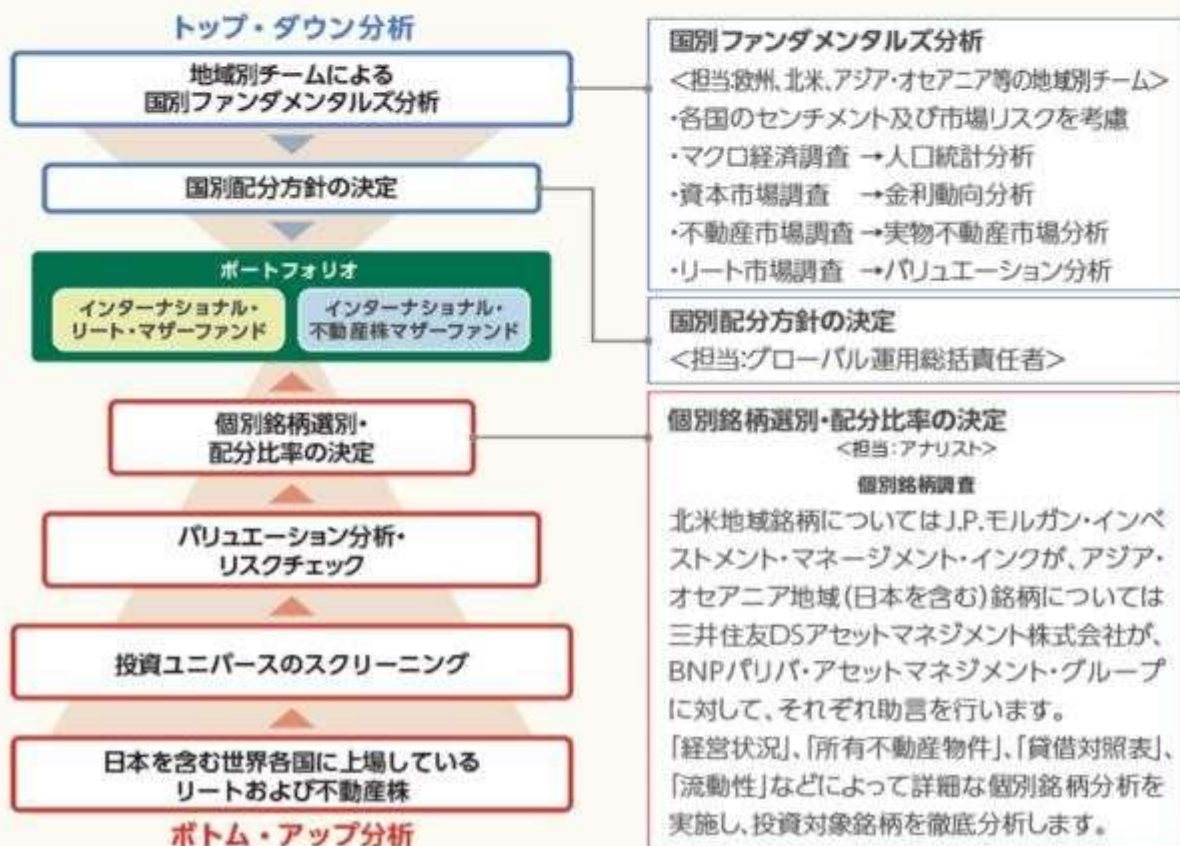 トップ・ダウン分析
地域別チームによる
国別ファンダメンタルズ分析
国別配分方針の決定
ポートフォリオ
インターナショナル・
リート・マザーファンド
インターナショナル・
不動産株マザーファンド
個別銘柄選別・
配分比率の決定
バリュエーション分析・
リスクチェック
投資ユニバースのスクリーニング
日本を含む世界各国に上場している
リートおよび不動産株
ボトム・アップ分析
国別ファンダメンタルズ分析
<担当:欧州、北米、アジア・オセアニア等の地域別チーム>
・各国のセンチメント及び市場リスクを考慮
・マクロ経済調査 →人口統計分析
・資本市場調査 →金利動向分析
・不動産市場調査 →実物不動産市場分析
・リート市場調査 →バリュエーション分析
国別配分方針の決定
<担当:グローバル運用総括責任者>
個別銘柄選別・配分比率の決定
<担当:アナリスト>
個別銘柄調査
北米地域銘柄についてはJ.P.モルガン・インベ
ストメント・マネージメント・インクが、アジア・
オセアニア地域(日本を含む)銘柄については
三井住友DSアセットマネジメント株式会社が、
BNPパリバ・アセットマネジメント・グループ
に対して、それぞれ助言を行います。
「経営状況」、「所有不動産物件」、「貸借対照表」、
「流動性」などによって詳細な個別銘柄分析を
実施し、投資対象銘柄を徹底分析します。